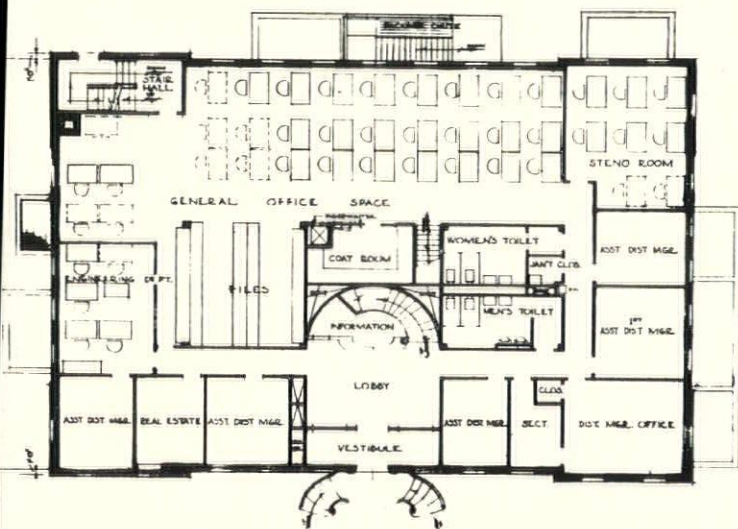 STAIR
HALL
STENO ROOM
GENERAL OFFICE SPACE
WOMEN'S TOILET
ASST DIST MGR.
COAT ROOM
JAN'T CLOS.
ENGINEERING DEPT.
FILES
MEN'S TOILET
INFORMATION
1ST
ASST DIST MGR.
LOBBY
CLOS.
ASST DIST MGR.
REAL ESTATE
ASST. DIST MGR.
ASST DIST MGR.
SECT.
DIST. MGR. OFFICE
VESTIBULE